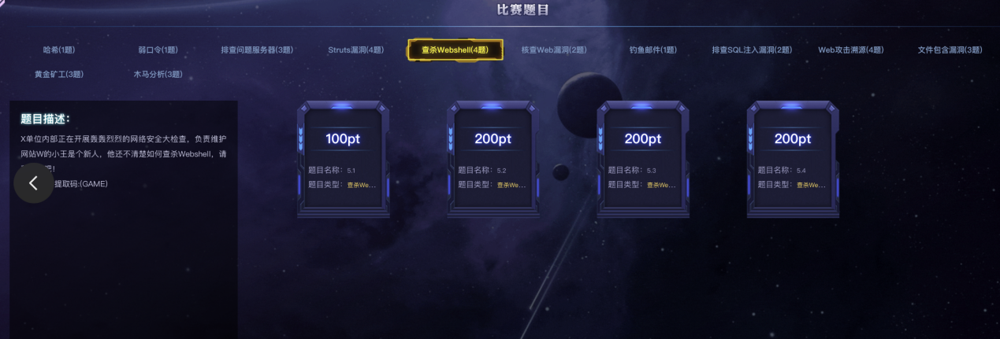 比赛题目
哈希(1题) 弱口令(1题) 排查问题服务器(3题) Struts漏洞(4题) 查杀Webshell(4题) 核查Web漏洞(2题) 钓鱼邮件(1题) 排查SQL注入漏洞(2题) Web攻击溯源(4题) 文件包含漏洞(3题)
黄金矿工(3题) 木马分析(3题)
题目描述：
X单位内部正在开展轰轰烈烈的网络安全大检查，负责维护
网站W的小王是个新人，他还不清楚如何查杀Webshell，请
吧！
提取码:(GAME)
100pt
题目名称：5.1
题目类型：查杀We...
200pt
题目名称：5.2
题目类型：查杀We...
200pt
题目名称：5.3
题目类型：查杀We...
200pt
题目名称：5.4
题目类型：查杀We...